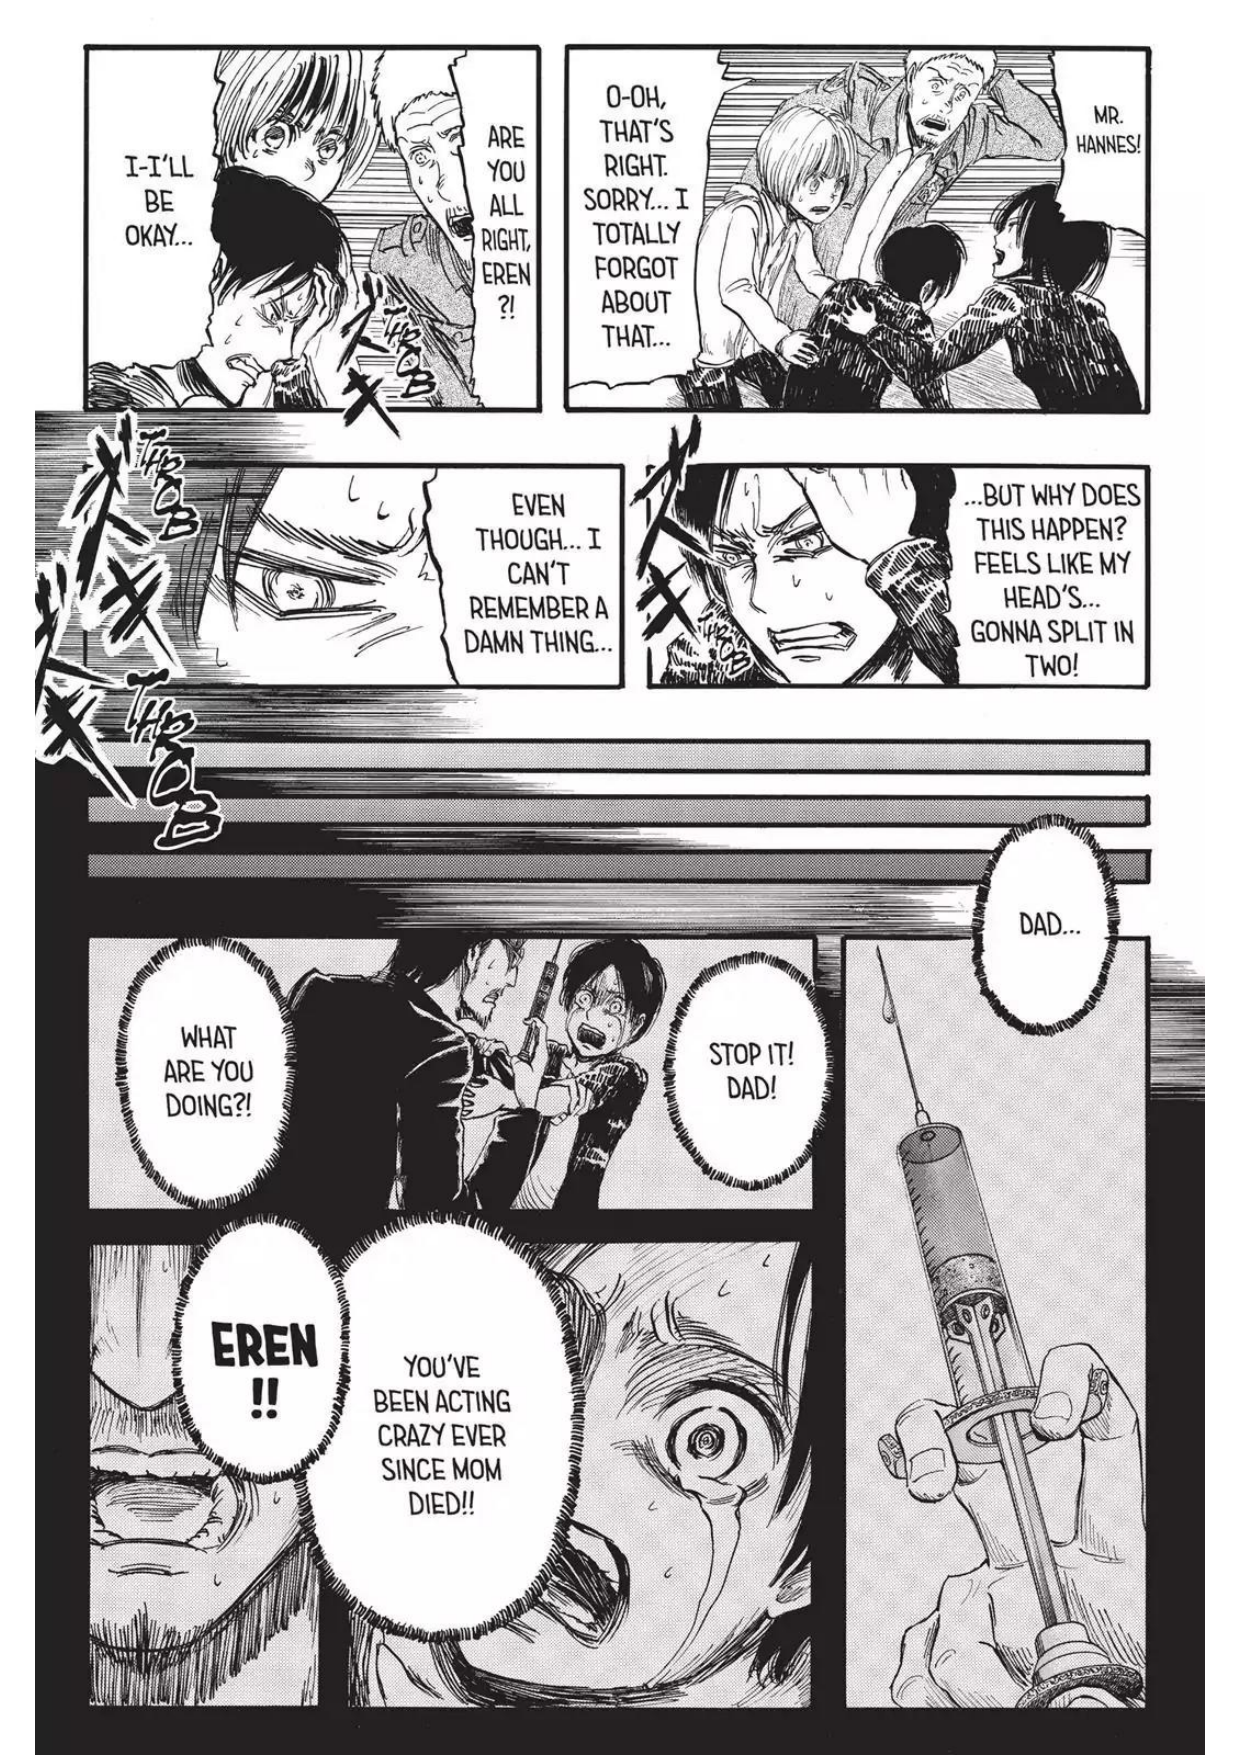 MR.
HANNES!
O-OH,
THAT'S
RIGHT.
SORRY... I
TOTALLY
FORGOT
ABOUT
THAT...
ARE
YOU
ALL
RIGHT,
EREN
?!
I-I'LL
BE
OKAY...
THROB
...BUT WHY DOES
THIS HAPPEN?
FEELS LIKE MY
HEAD'S...
GONNA SPLIT IN
TWO!
THROB
EVEN
THOUGH... I
CAN'T
REMEMBER A
DAMN THING...
THROB
THROB
DAD...
STOP IT!
DAD!
WHAT
ARE YOU
DOING?!
YOU'VE
BEEN ACTING
CRAZY EVER
SINCE MOM
DIED!!
EREN
!!